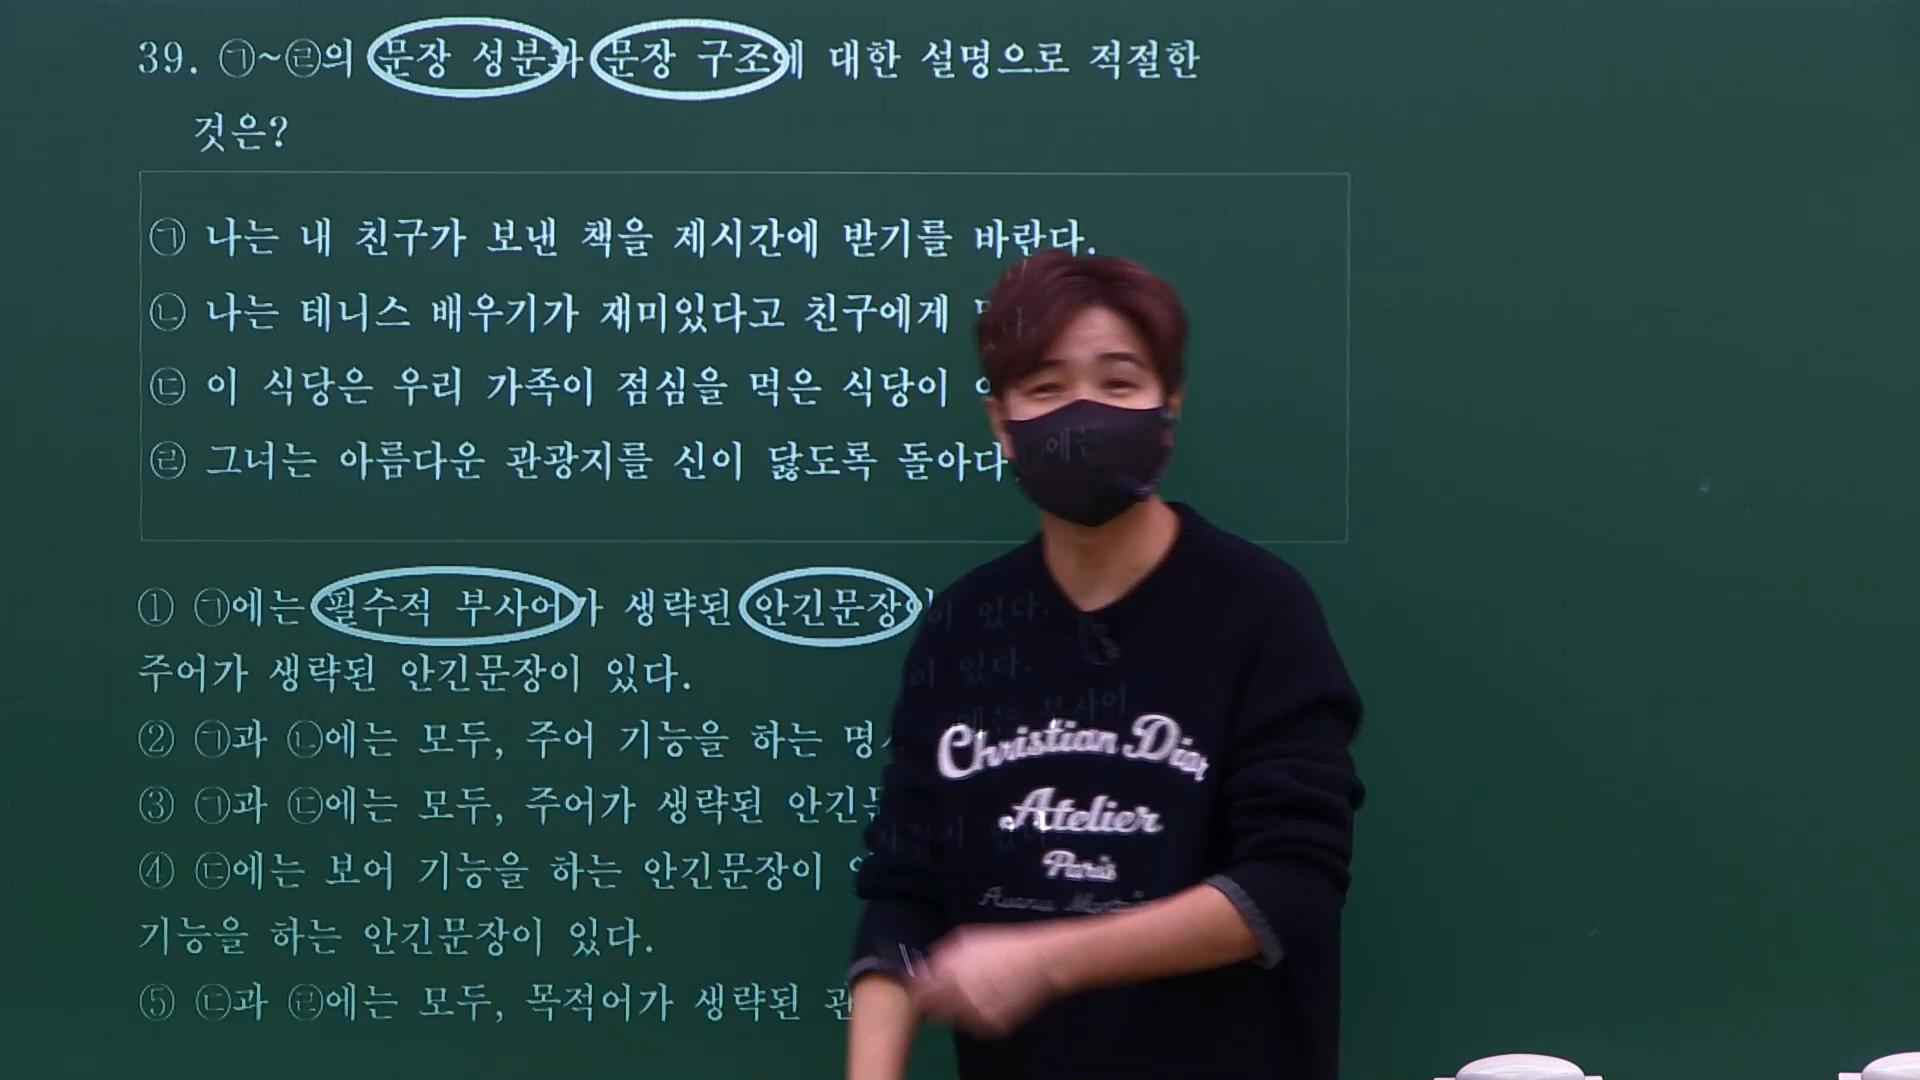 39. ㉠~㉣의 문장 성분과 문장 구조에 대한 설명으로 적절한
것은?
㉠ 나는 내 친구가 보낸 책을 제시간에 받기를 바란다.
㉡ 나는 테니스 배우기가 재미있다고 친구에게
㉢ 이 식당은 우리 가족이 점심을 먹은 식당이
㉣ 그녀는 아름다운 관광지를 신이 닳도록 돌아다
① ㉠에는 필수적 부사어가 생략된 안긴문장이
주어가 생략된 안긴문장이 있다.
② ㉠과 ㉡에는 모두, 주어 기능을 하는
③ ㉠과 ㉢에는 모두, 주어가 생략된
④ ㉢에는 보어 기능을 하는 안긴문장이
기능을 하는 안긴문장이 있다.
⑤ ㉢과 ㉣에는 모두, 목적어가 생략된
Christian Dior
Atelier
Paris